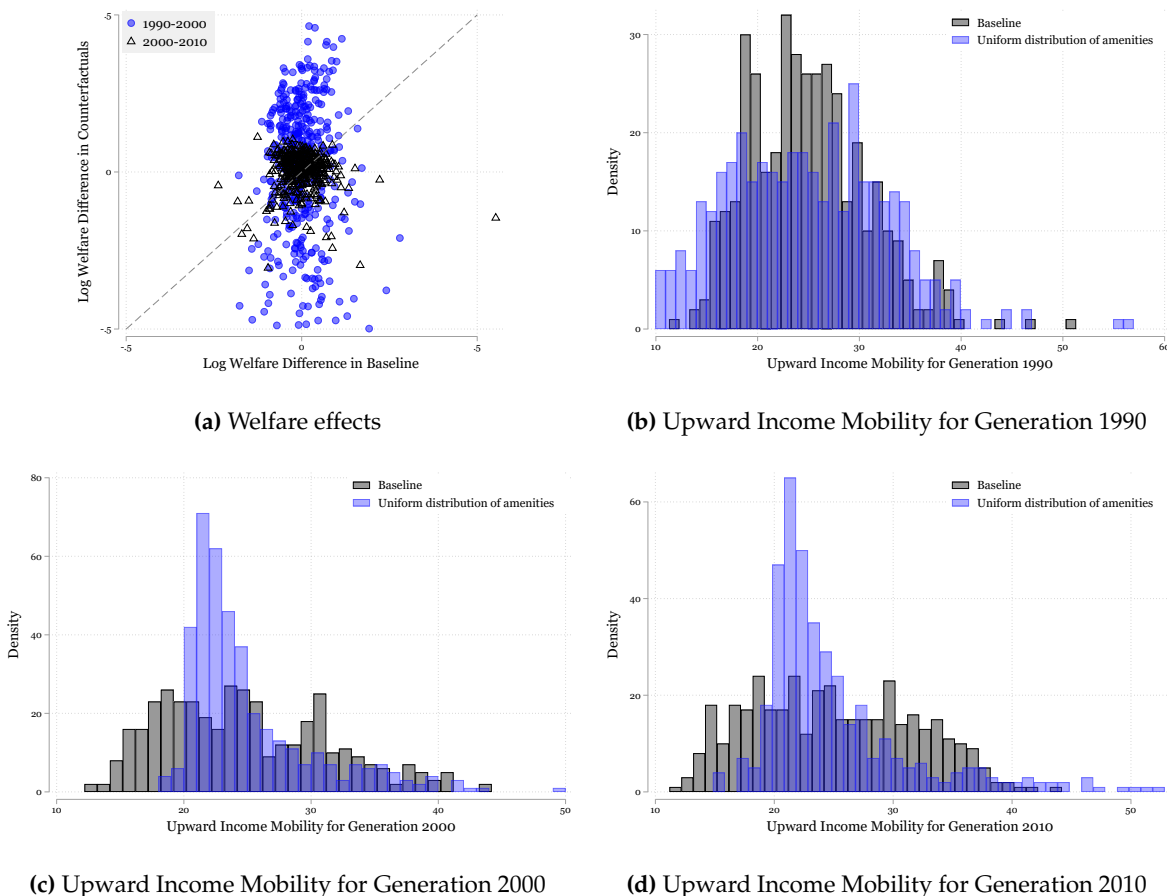 -5
1990-2000
2000-2010
Log Welfare Difference in Counterfactuals
0
-5
-5
0
-5
Log Welfare Difference in Baseline
(a) Welfare effects
Baseline
Uniform distribution of amenities
30
20
10
0
Density
10
20
30
40
50
60
Upward Income Mobility for Generation 1990
(b) Upward Income Mobility for Generation 1990
Baseline
Uniform distribution of amenities
80
60
40
20
0
Density
10
20
30
40
50
Upward Income Mobility for Generation 2000
(c) Upward Income Mobility for Generation 2000
Baseline
Uniform distribution of amenities
60
40
20
0
Density
10
20
30
40
50
Upward Income Mobility for Generation 2010
(d) Upward Income Mobility for Generation 2010